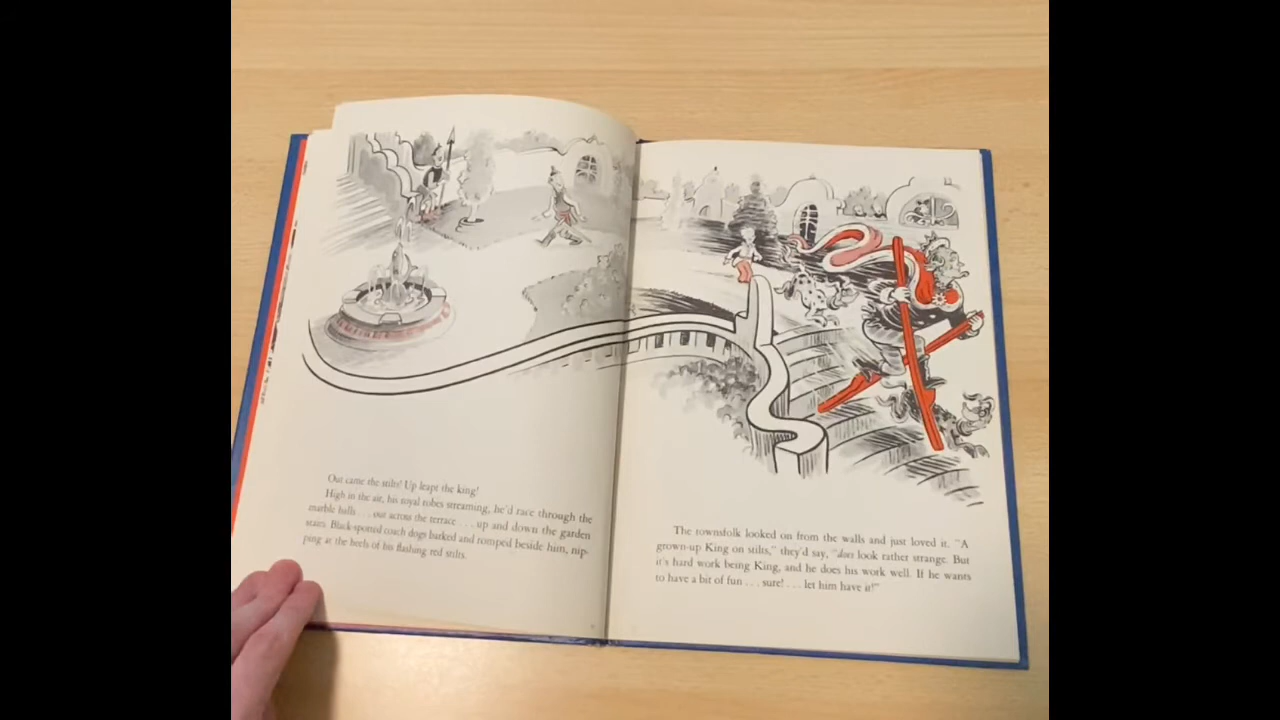 Out came the stilts! Up leapt the king!
High in the air, his royal robes streaming, he'd race through the
marble halls . . . out across the terrace . . . up and down the garden
stairs. Black-spotted coach dogs barked and romped beside him, nip-
ping at the heels of his flashing red stilts.
The townsfolk looked on from the walls and just loved it. "A
grown-up King on stilts," they'd say, "does look rather strange. But
it's hard work being King, and he does his work well. If he wants
to have a bit of fun . . . sure! . . . let him have it!"